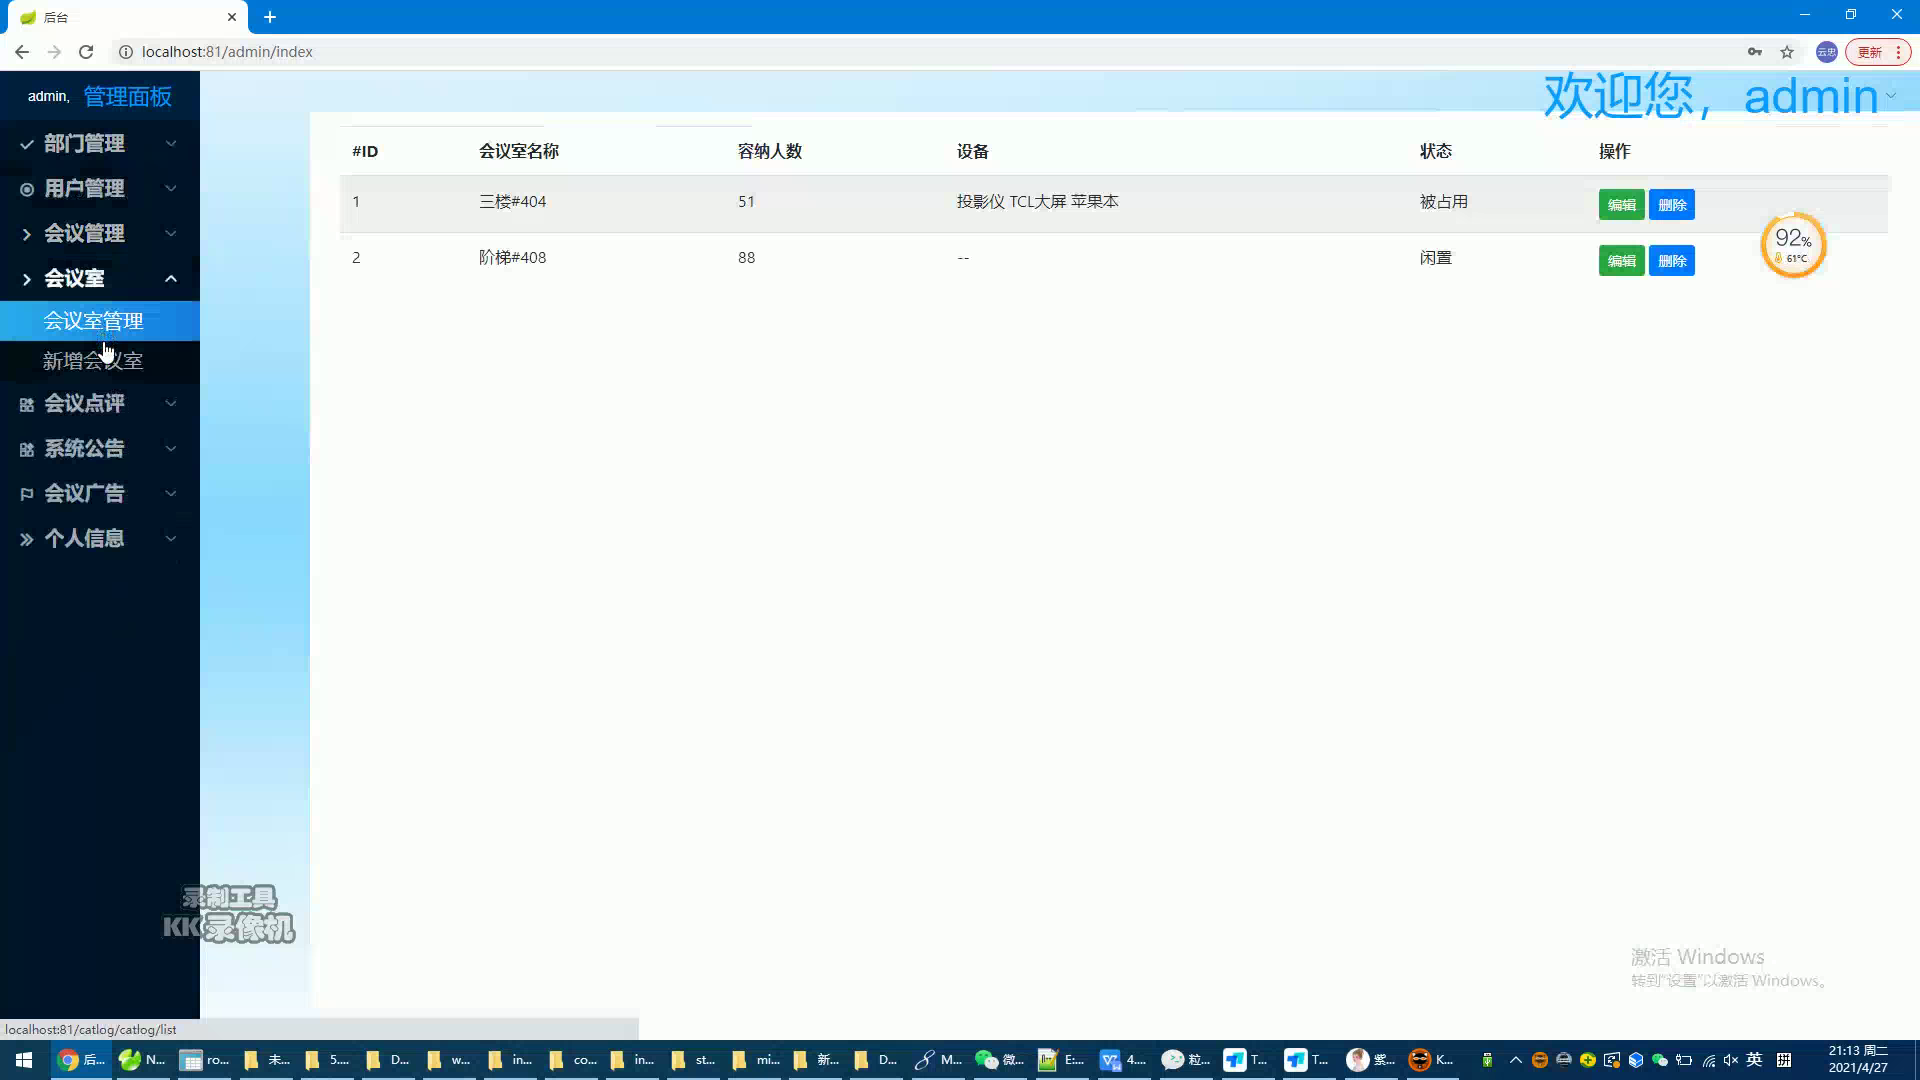 后台
localhost:81/admin/index
云忠
更新
admin, 管理面板
欢迎您，admin
部门管理
用户管理
会议管理
会议室
会议室管理
新增会议室
会议点评
系统公告
会议广告
个人信息
#ID 会议室名称 容纳人数 设备 状态 操作
1 三楼#404 51 投影仪 TCL大屏 苹果本 被占用 编辑 删除
2 阶梯#408 88 -- 闲置 编辑 删除
92%
61°C
录制工具
KK录像机
激活 Windows
转到"设置"以激活 Windows。
localhost:81/catlog/catlog/list
后... N... ro... 未... 5.... D... w... in... co... in... st... mi... 新... D... M... 微... E:... 4.... 粒... T... T... 紫... K... 英 拼
21:13 周二
2021/4/27